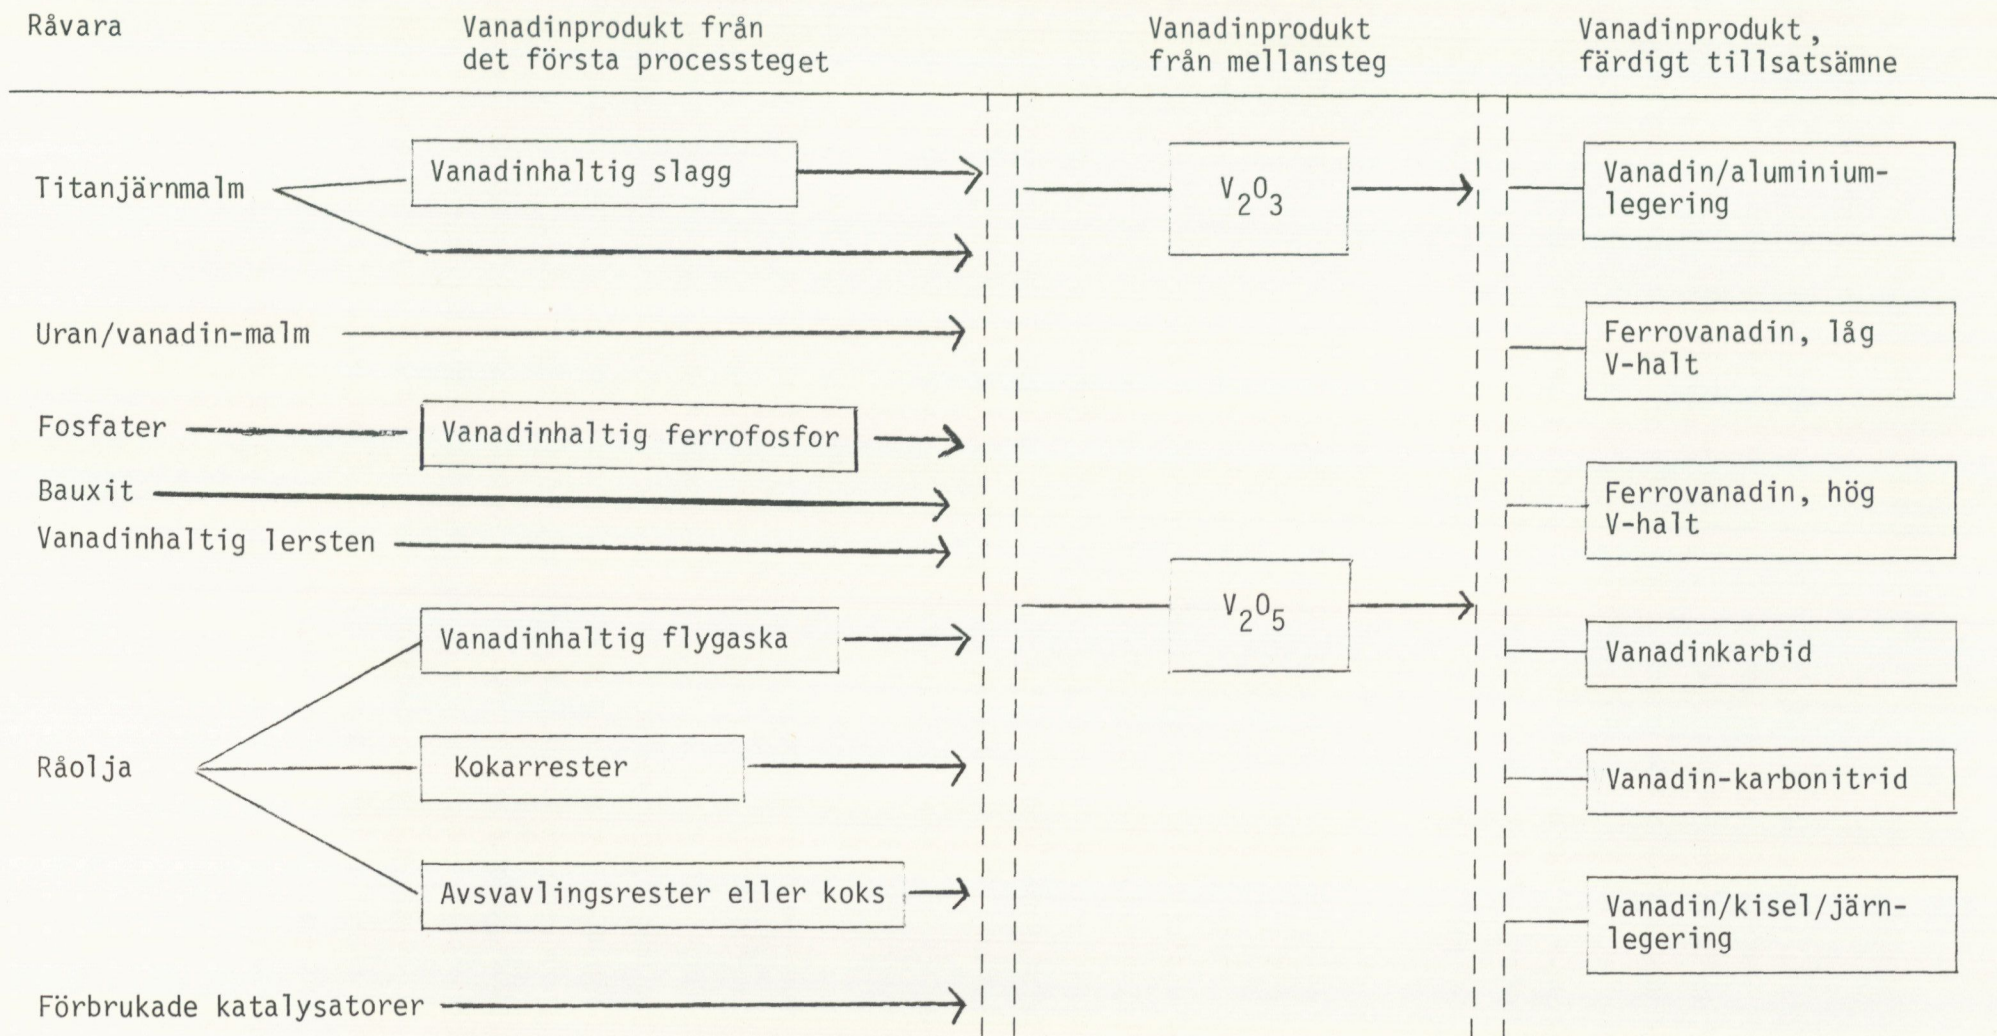 Råvara
Vanadinprodukt från
det första processteget
Vanadinprodukt
från mellansteg
Vanadinprodukt,
färdigt tillsatsämne
Titanjärnmalm
Vanadinhaltig slagg
V2O3
Vanadin/aluminium-
legering
Uran/vanadin-malm
Ferrovanadin, låg
V-halt
Fosfater
Vanadinhaltig ferrofosfor
Bauxit
Ferrovanadin, hög
V-halt
Vanadinhaltig lersten
Vanadinhaltig flygaska
V2O5
Vanadinkarbid
Råolja
Kokarrester
Vanadin-karbonitrid
Avsvavlingsrester eller koks
Vanadin/kisel/järn-
legering
Förbrukade katalysatorer